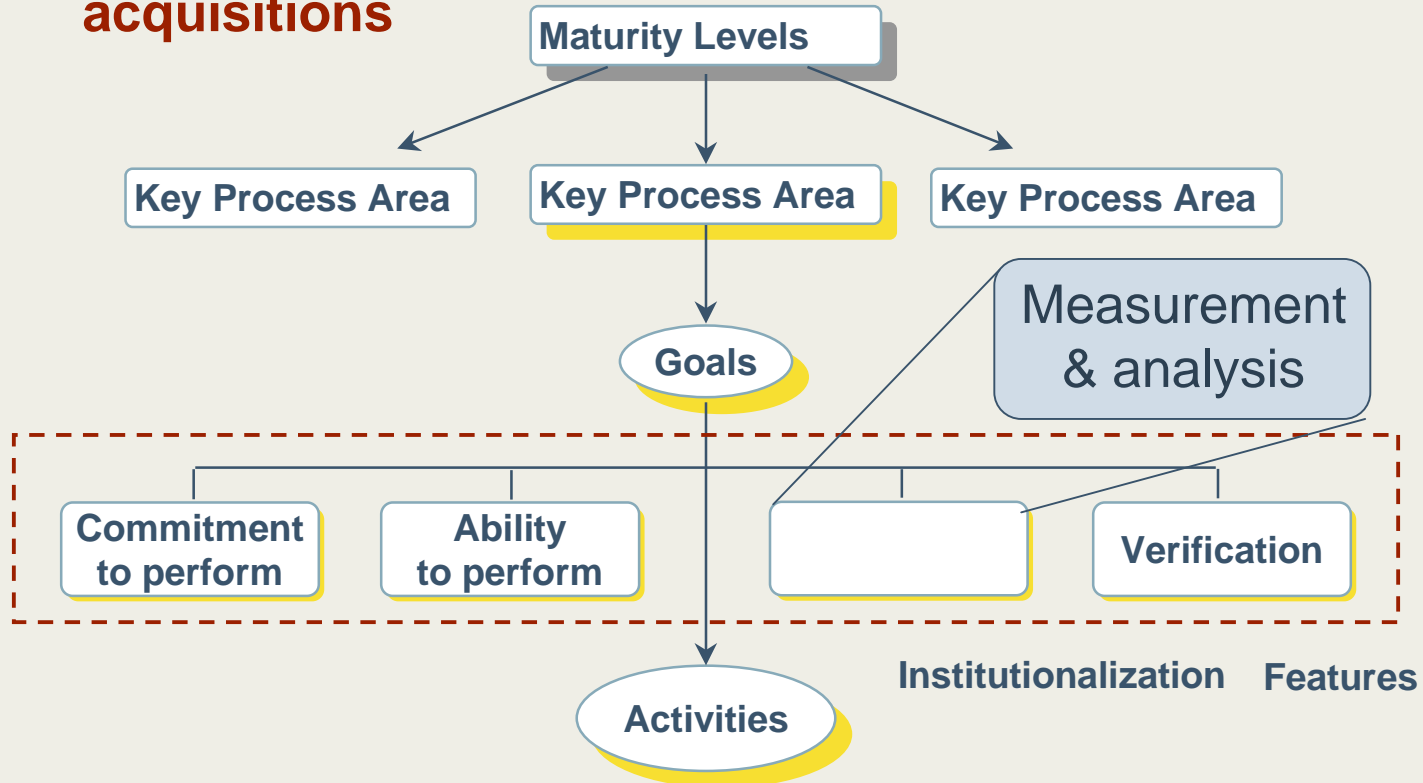 acquisitions
Maturity Levels
Key Process Area
Key Process Area
Key Process Area
Measurement
& analysis
Goals
Commitment
to perform
Ability
to perform
Verification
Institutionalization Features
Activities